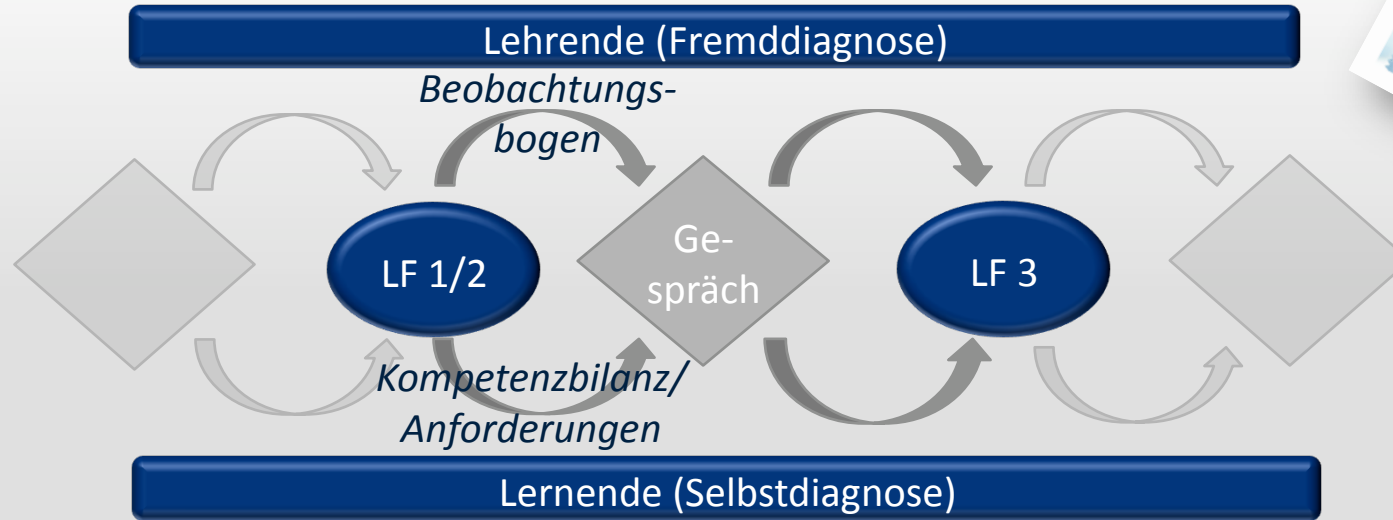 Lehrende (Fremddiagnose)
Beobachtungs-
bogen
LF 1/2
Ge-
spräch
LF 3
Kompetenzbilanz/
Anforderungen
Lernende (Selbstdiagnose)